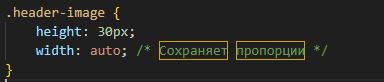 .header-image {
    height: 30px;
    width: auto; /* Сохраняет пропорции */
}